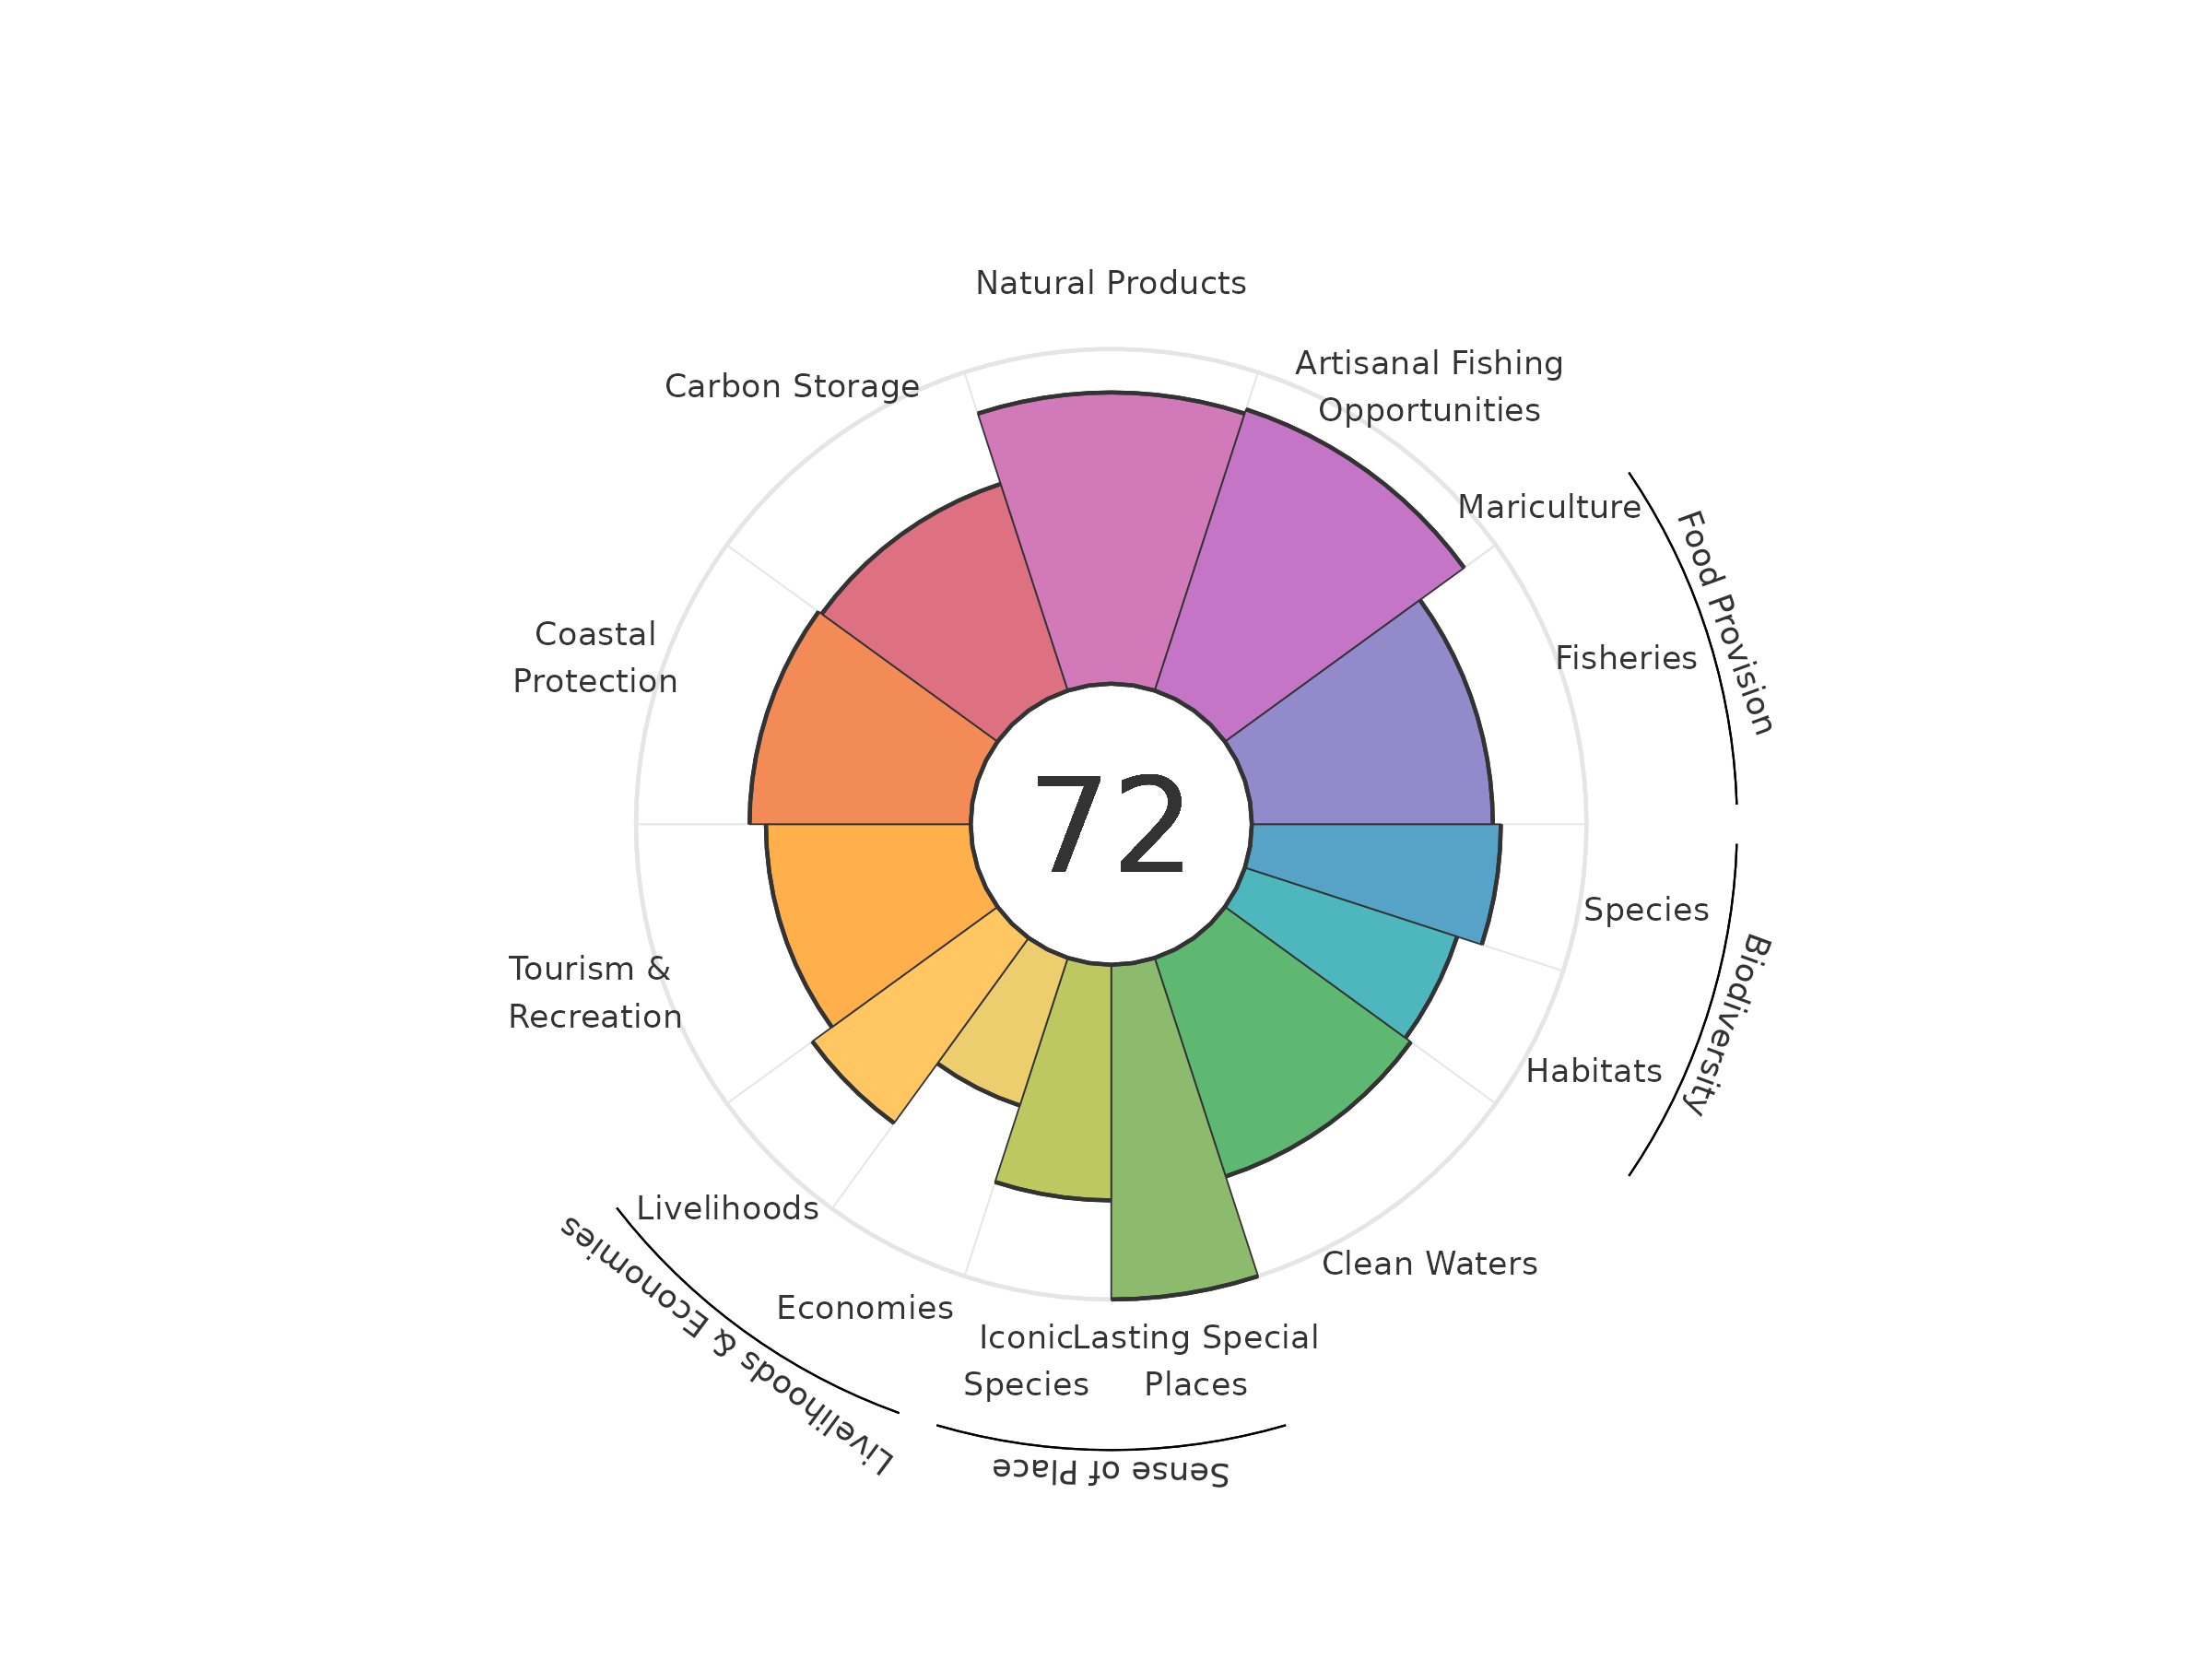 Natural Products
Artisanal Fishing
Opportunities
Carbon Storage
Mariculture
Food Provision
Coastal
Protection
Fisheries
72
Species
Biodiversity
Tourism &
Recreation
Habitats
Livelihoods
Clean Waters
Economies
Livelihoods & Economies
Iconic
Species
Lasting Special
Places
Sense of Place